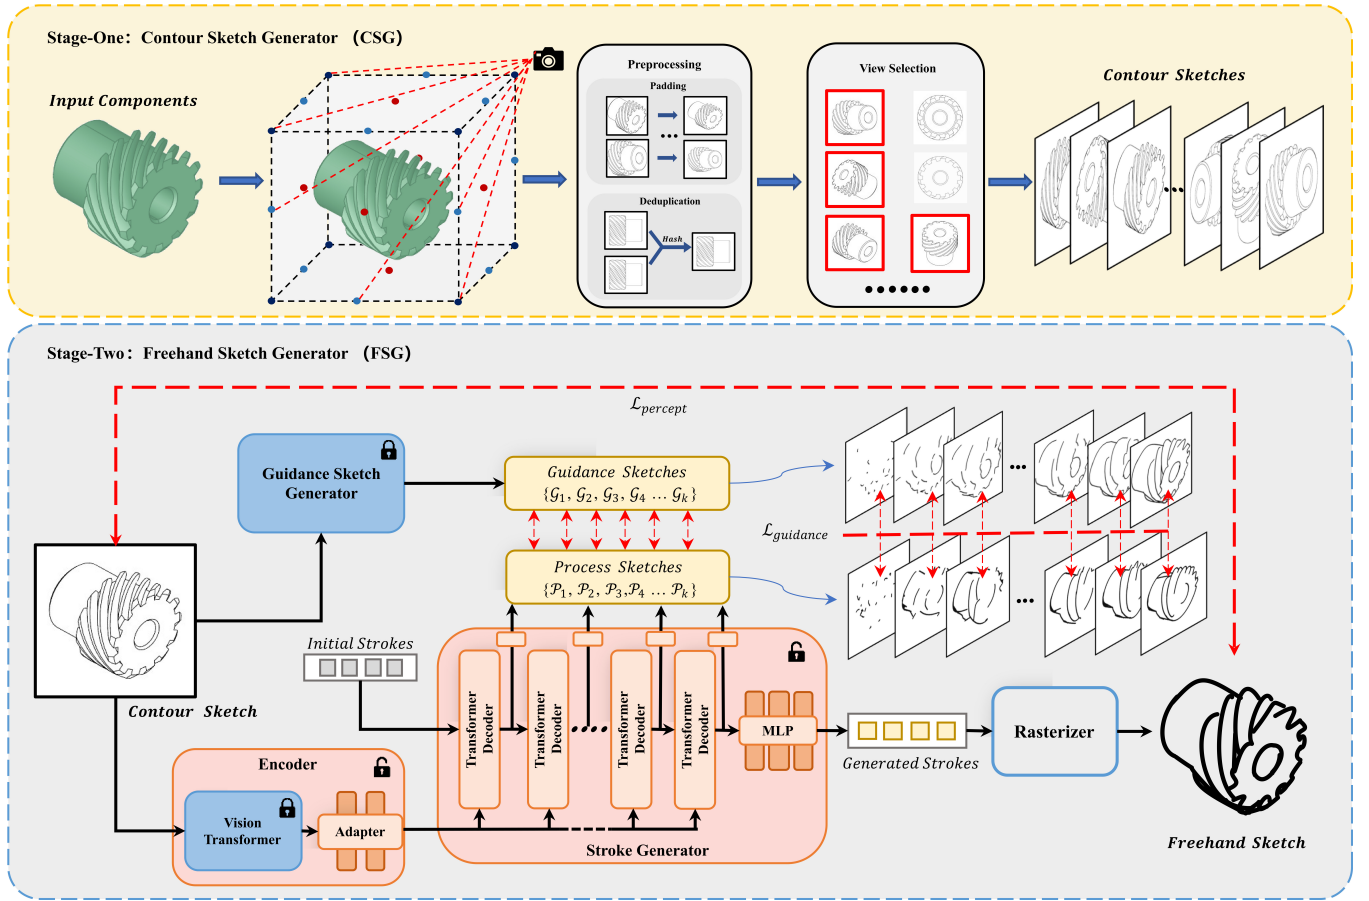 Stage-One: Contour Sketch Generator (CSG)
Input Components
Preprocessing
Padding
Deduplication
Hash
View Selection
Contour Sketches
Stage-Two: Freehand Sketch Generator (FSG)
ℒpercept
Guidance Sketch
Generator
Guidance Sketches
{𝒢1, 𝒢2, 𝒢3, 𝒢4 … 𝒢k}
ℒguidance
Process Sketches
{𝒫1, 𝒫2, 𝒫3,𝒫4 … 𝒫k}
Initial Strokes
Contour Sketch
Transformer
Decoder
Transformer
Decoder
Transformer
Decoder
Transformer
Decoder
MLP
Generated Strokes
Rasterizer
Encoder
Vision
Transformer
Adapter
Stroke Generator
Freehand Sketch